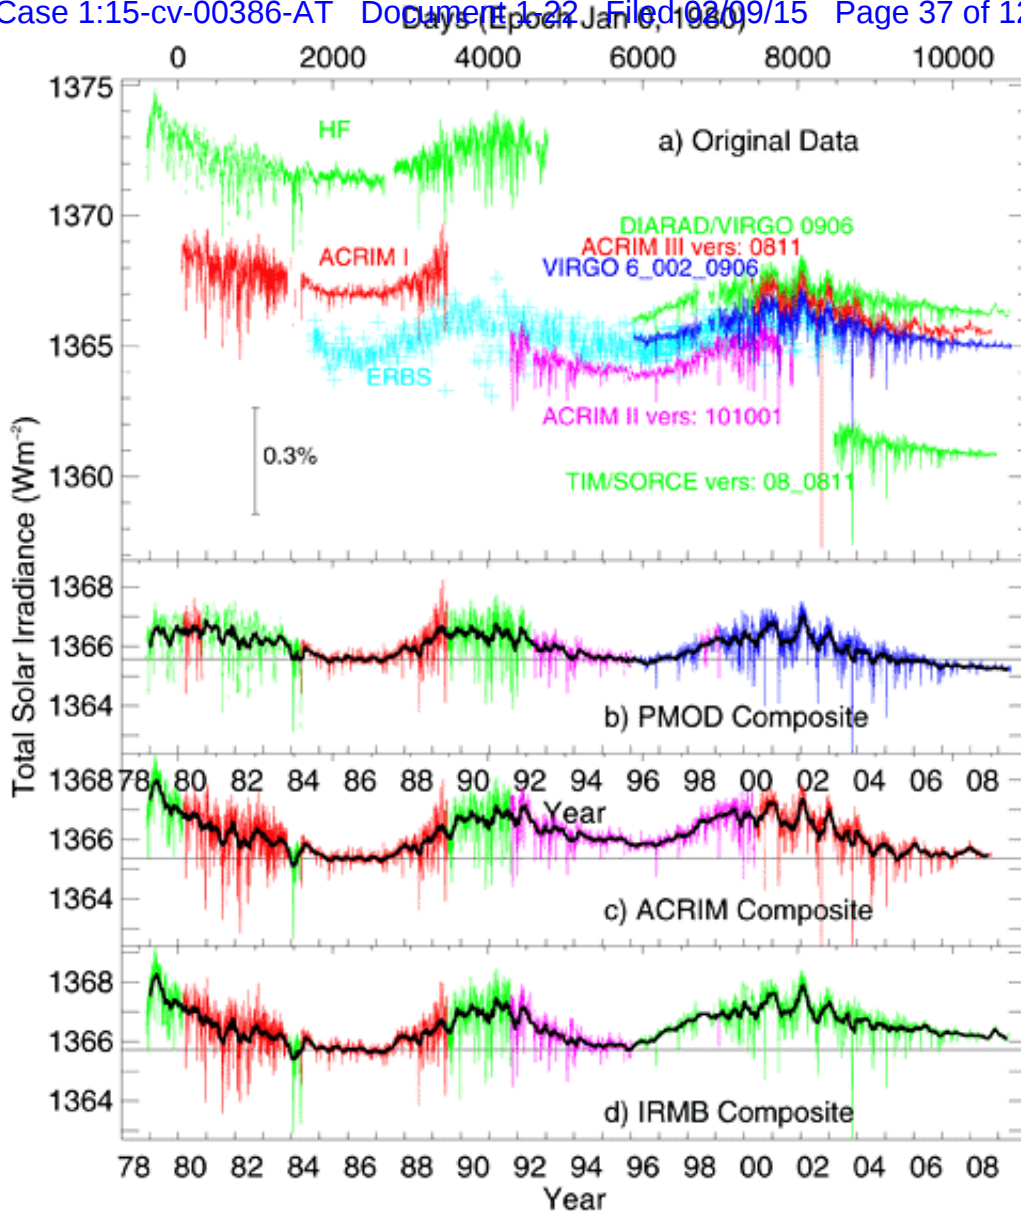 Case 1:15-cv-00386-AT Document 1-22 Filed 02/09/15 Page 37 of 12
Days (Epoch Jan 0, 1980)
0 2000 4000 6000 8000 10000
1375
HF
a) Original Data
1370
DIARAD/VIRGO 0906
ACRIM III vers: 0811
ACRIM I
VIRGO 6_002_0906
1365
ERBS
ACRIM II vers: 101001
0.3%
1360
TIM/SORCE vers: 08_0811
Total Solar Irradiance (Wm⁻²)
1368
1366
1364
b) PMOD Composite
1368
78 80 82 84 86 88 90 92 94 96 98 00 02 04 06 08
Year
1366
1364
c) ACRIM Composite
1368
1366
1364
d) IRMB Composite
78 80 82 84 86 88 90 92 94 96 98 00 02 04 06 08
Year